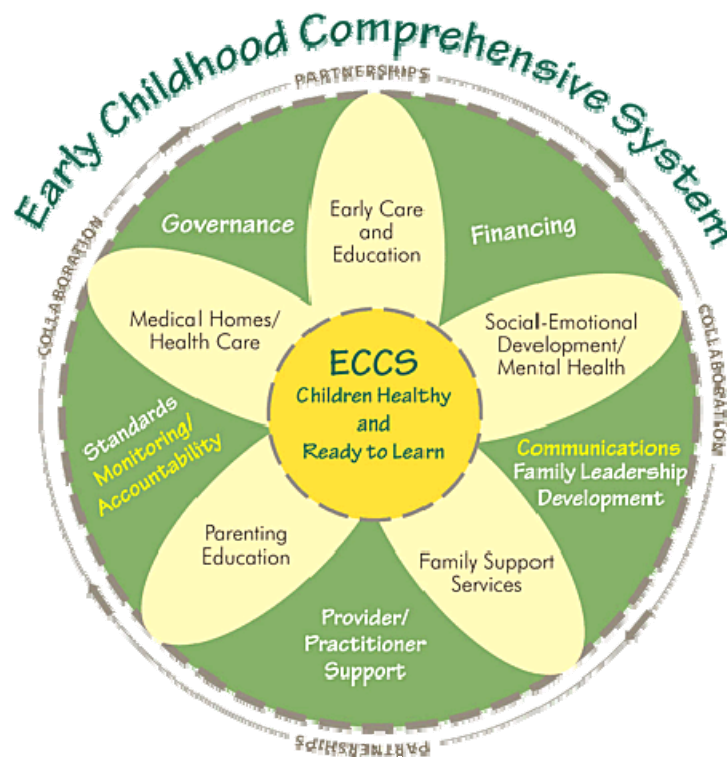 Early Childhood Comprehensive System
PARTNERSHIPS
COLLABORATION
COLLABORATION
Governance
Early Care
and
Education
Financing
Medical Homes/
Health Care
Social-Emotional
Development/
Mental Health
ECCS
Children Healthy
and
Ready to Learn
Standards
Monitoring/
Accountability
Communications
Family Leadership
Development
Parenting
Education
Family Support
Services
Provider/
Practitioner
Support
PARTNERSHIPS